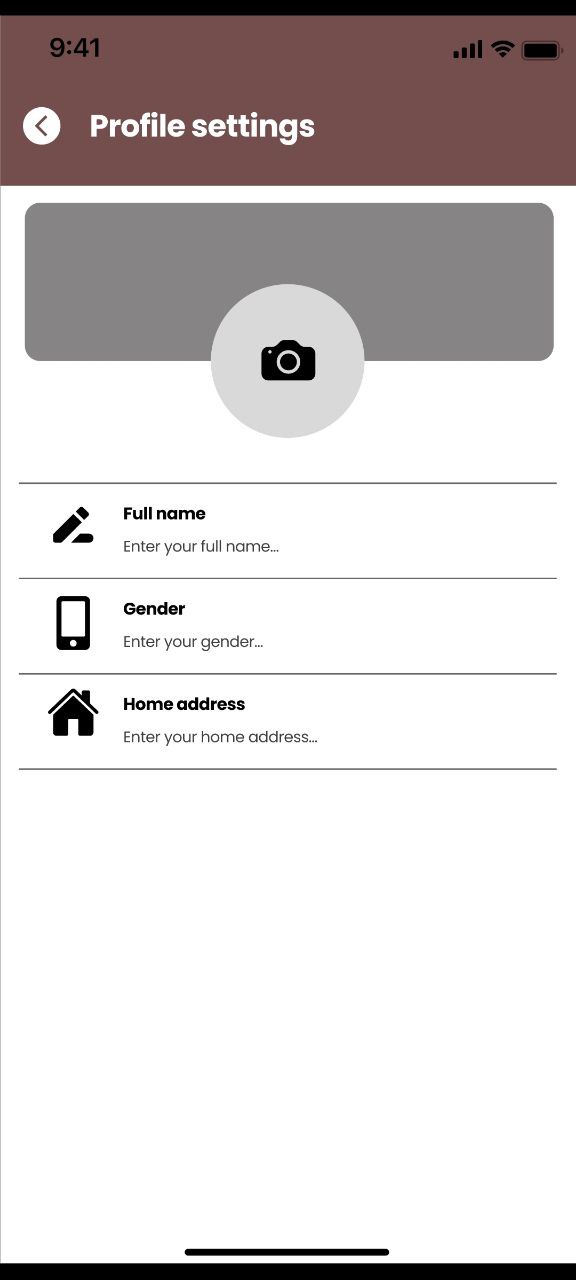 9:41
Profile settings
Full name
Enter your full name...
Gender
Enter your gender...
Home address
Enter your home address...